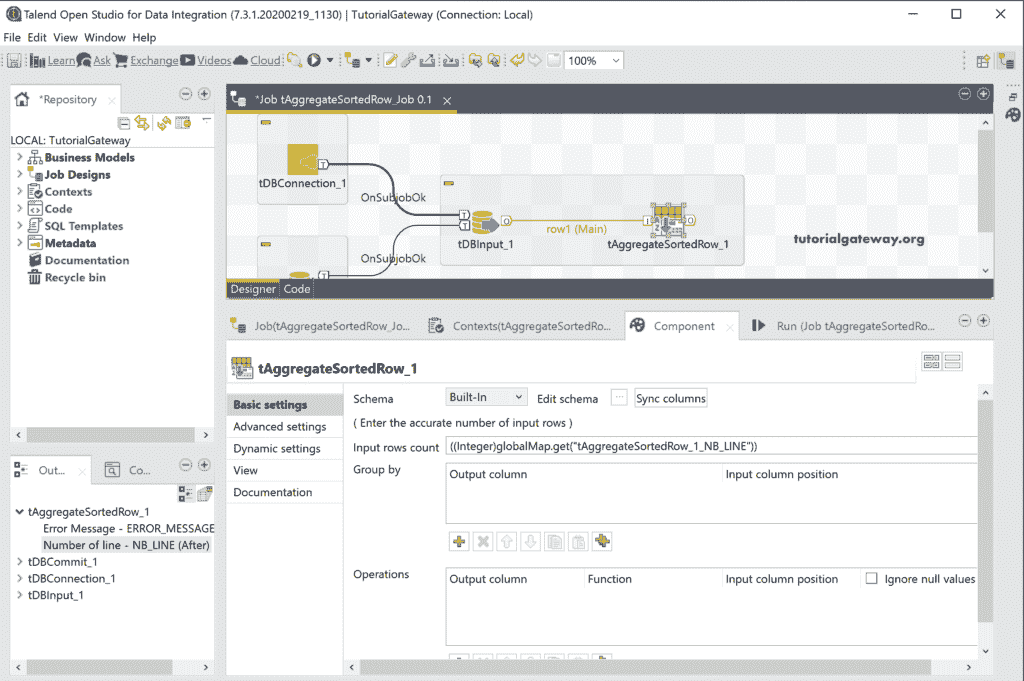 Talend Open Studio for Data Integration (7.3.1.20200219_1130) | TutorialGateway (Connection: Local)
File Edit View Window Help
Learn Ask Exchange Videos Cloud 100%
*Repository
LOCAL: TutorialGateway
Business Models
Job Designs
Contexts
Code
SQL Templates
Metadata
Documentation
Recycle bin
*Job tAggregateSortedRow_Job 0.1
T
tDBConnection_1
OnSubjobOk
T
T
O
tDBInput_1
row1 (Main)
I
O
tAggregateSortedRow_1
T
OnSubjobOk
tutorialgateway.org
Designer Code
Job(tAggregateSortedRow_Jo...
Contexts(tAggregateSortedRo...
Component
Run (Job tAggregateSortedRo...
tAggregateSortedRow_1
Basic settings
Advanced settings
Dynamic settings
View
Documentation
Schema Built-In Edit schema ... Sync columns
( Enter the accurate number of input rows )
Input rows count ((Integer)globalMap.get("tAggregateSortedRow_1_NB_LINE"))
Group by
Output column Input column position
Operations
Output column Function Input column position Ignore null values
Out...
Co...
tAggregateSortedRow_1
Error Message - ERROR_MESSAGE
Number of line - NB_LINE (After)
tDBCommit_1
tDBConnection_1
tDBInput_1